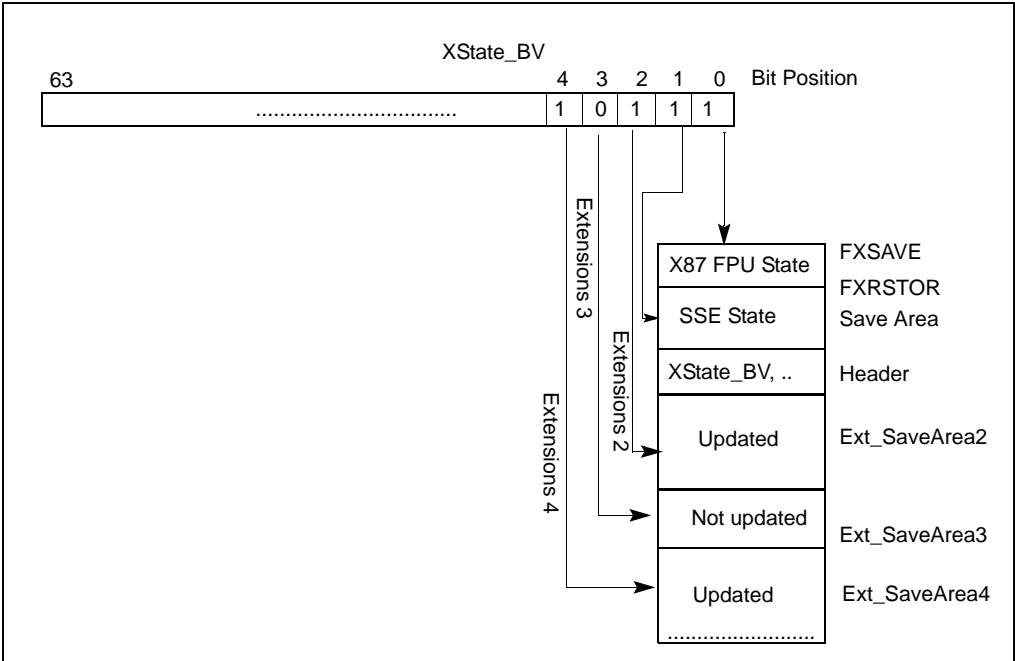 XState_BV
63 4 3 2 1 0 Bit Position
.................................. 1 0 1 1 1
Extensions 3
Extensions 2
Extensions 4
X87 FPU State FXSAVE
FXRSTOR
SSE State Save Area
XState_BV, .. Header
Updated Ext_SaveArea2
Not updated Ext_SaveArea3
Updated Ext_SaveArea4
.........................